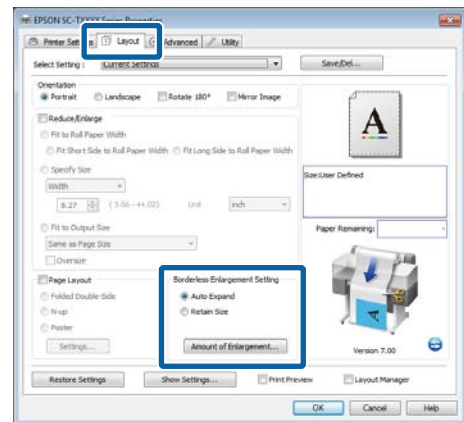 EPSON SC-TXXXX Series Properties
Printer Settings Layout Advanced Utility
Select Setting : Current Settings Save/Del...
Orientation
Portrait Landscape Rotate 180° Mirror Image
Reduce/Enlarge
Fit to Roll Paper Width
Fit Short Side to Roll Paper Width Fit Long Side to Roll Paper Width
Specify Size
Width
8.27 (3.86 - 44.02) Unit inch
Fit to Output Size
Same as Page Size
Oversize
A
Size:User Defined
Paper Remaining:
Page Layout
Folded Double-Side
N-up
Poster
Settings...
Borderless Enlargement Setting
Auto Expand
Retain Size
Amount of Enlargement...
Version 7.00
Restore Settings Show Settings... Print Preview Layout Manager
OK Cancel Help